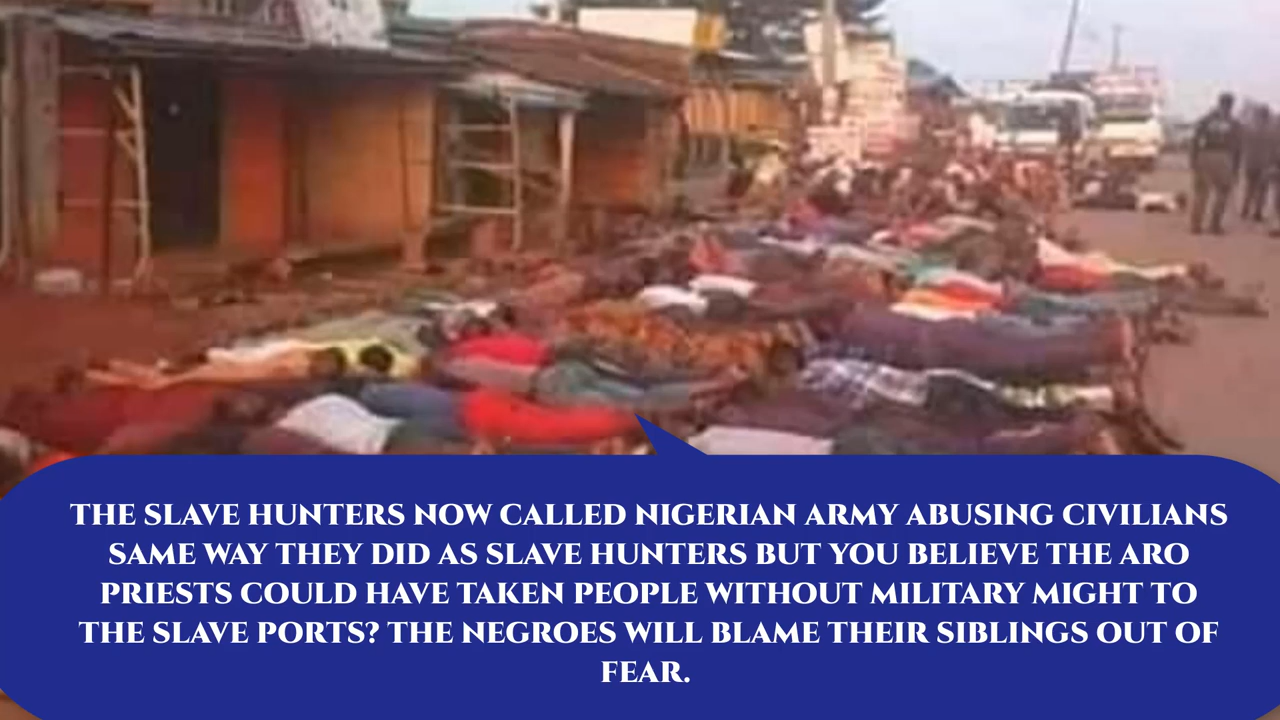 THE SLAVE HUNTERS NOW CALLED NIGERIAN ARMY ABUSING CIVILIANS
SAME WAY THEY DID AS SLAVE HUNTERS BUT YOU BELIEVE THE ARO
PRIESTS COULD HAVE TAKEN PEOPLE WITHOUT MILITARY MIGHT TO
THE SLAVE PORTS? THE NEGROES WILL BLAME THEIR SIBLINGS OUT OF
FEAR.